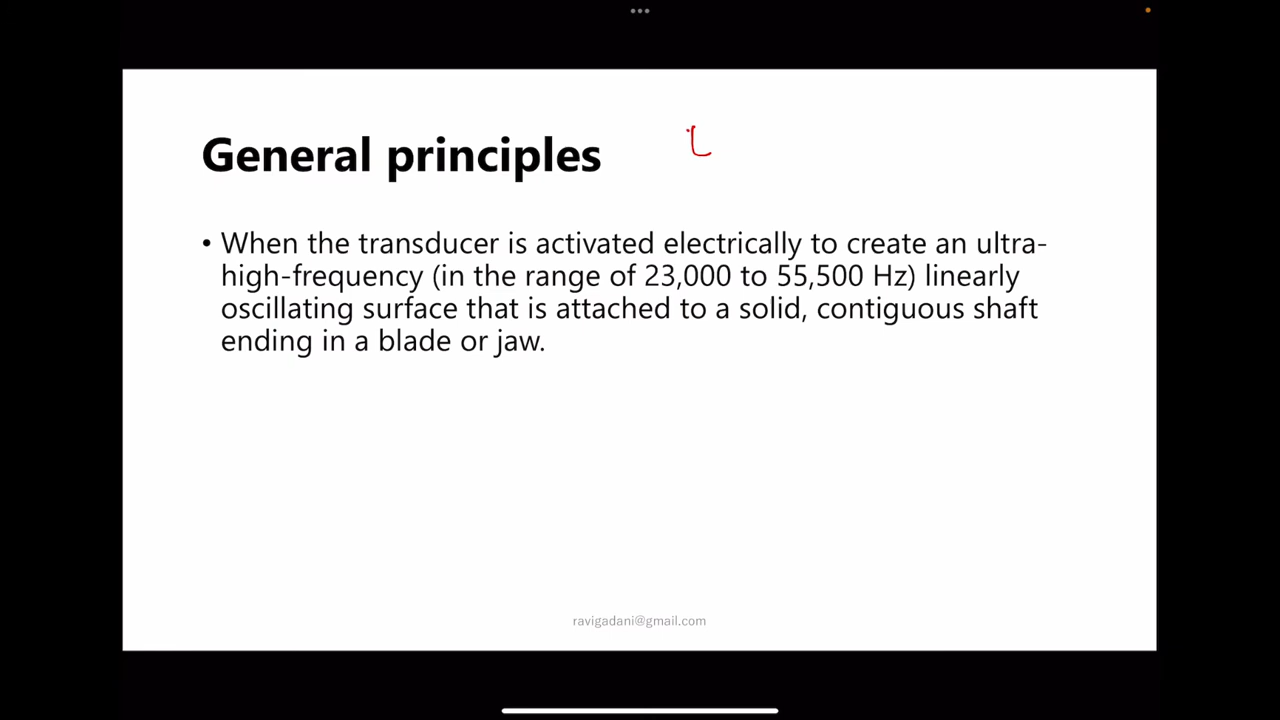 General principles
• When the transducer is activated electrically to create an ultra-
high-frequency (in the range of 23,000 to 55,500 Hz) linearly
oscillating surface that is attached to a solid, contiguous shaft
ending in a blade or jaw.
ravigadani@gmail.com